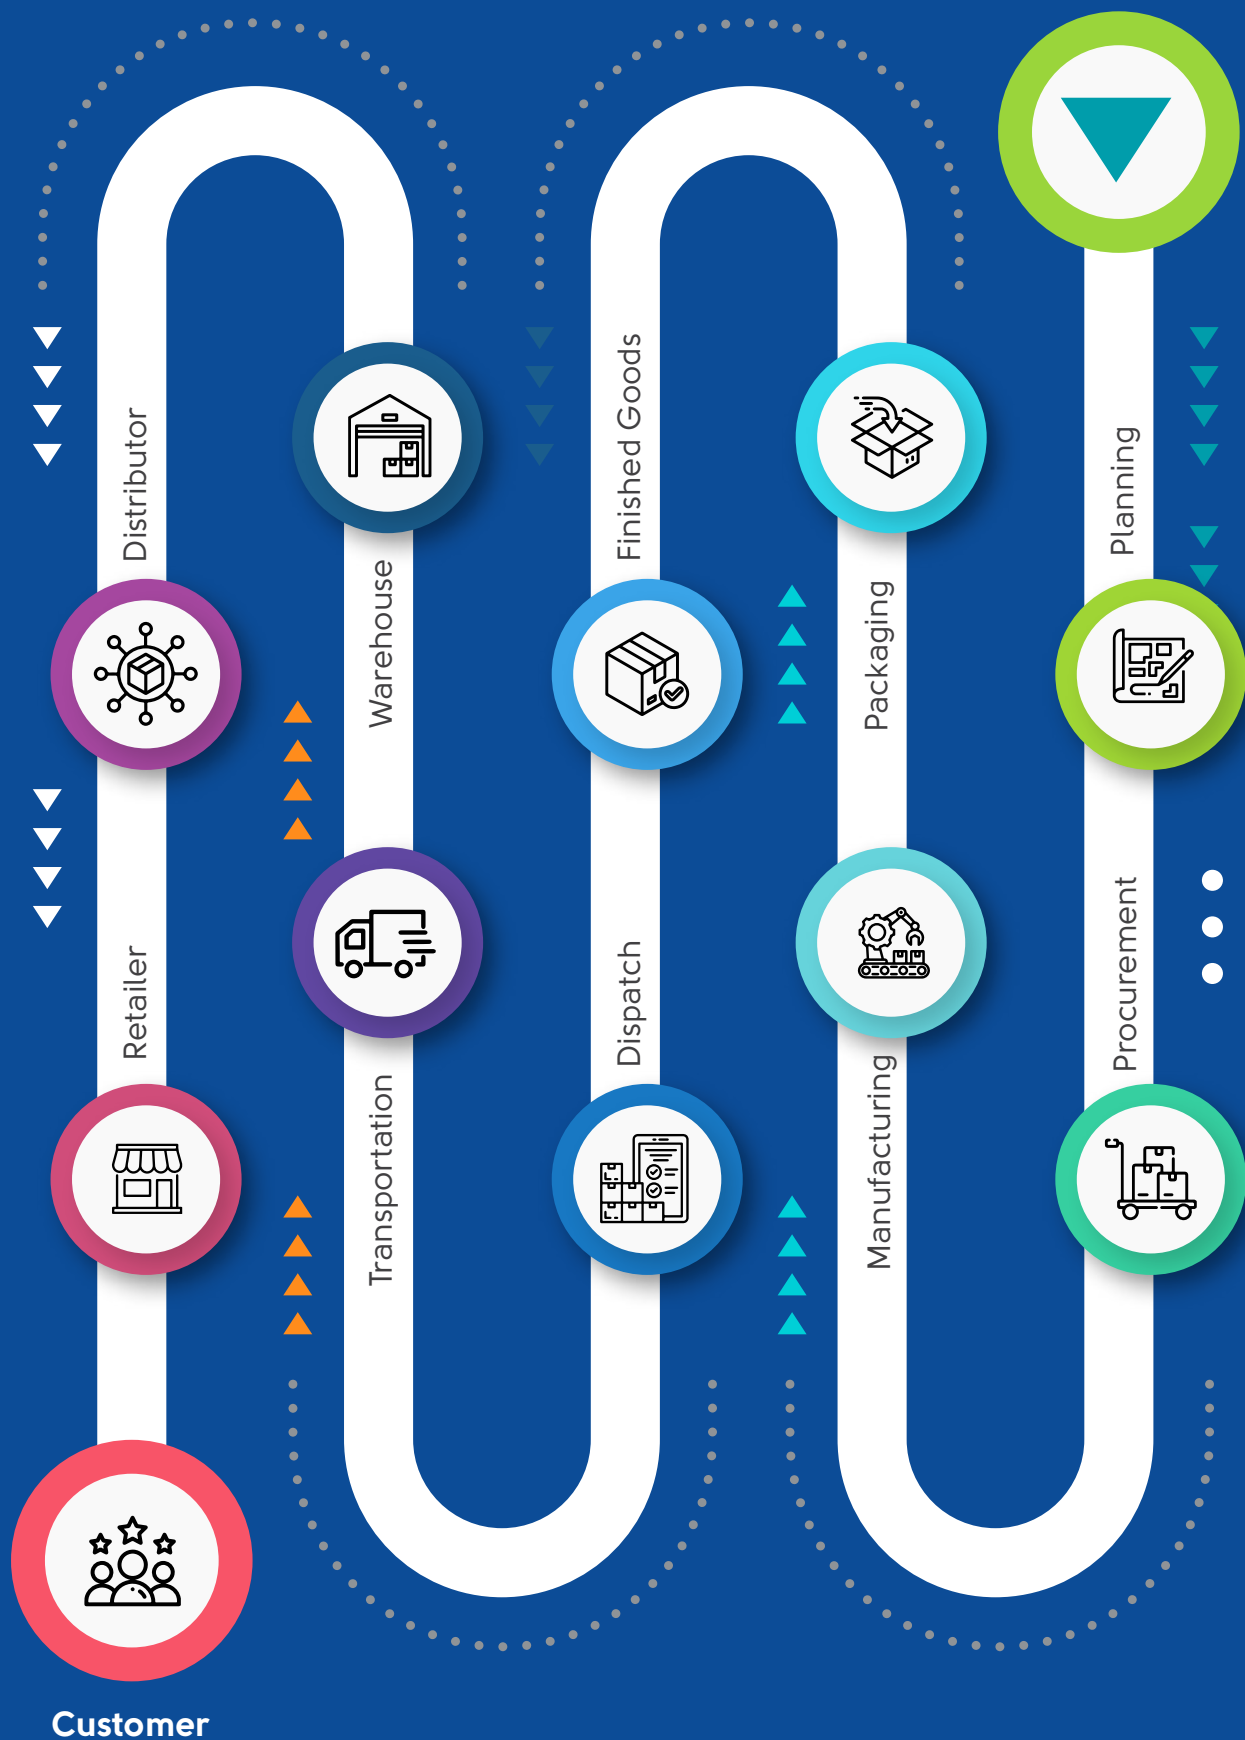 Planning
Procurement
Manufacturing
Packaging
Finished Goods
Dispatch
Transportation
Warehouse
Distributor
Retailer
Customer